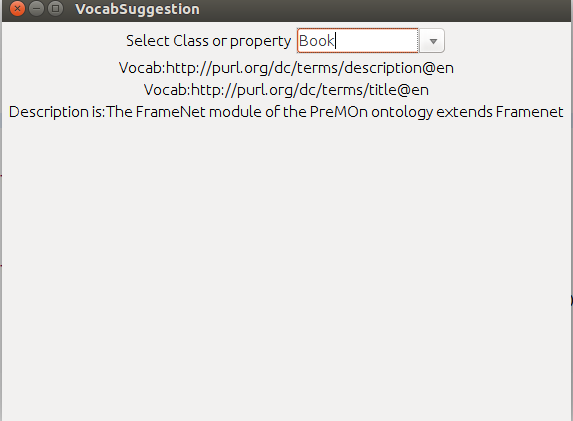 VocabSuggestion
Select Class or property Book
Vocab:http://purl.org/dc/terms/description@en
Vocab:http://purl.org/dc/terms/title@en
Description is:The FrameNet module of the PreMOn ontology extends Framenet